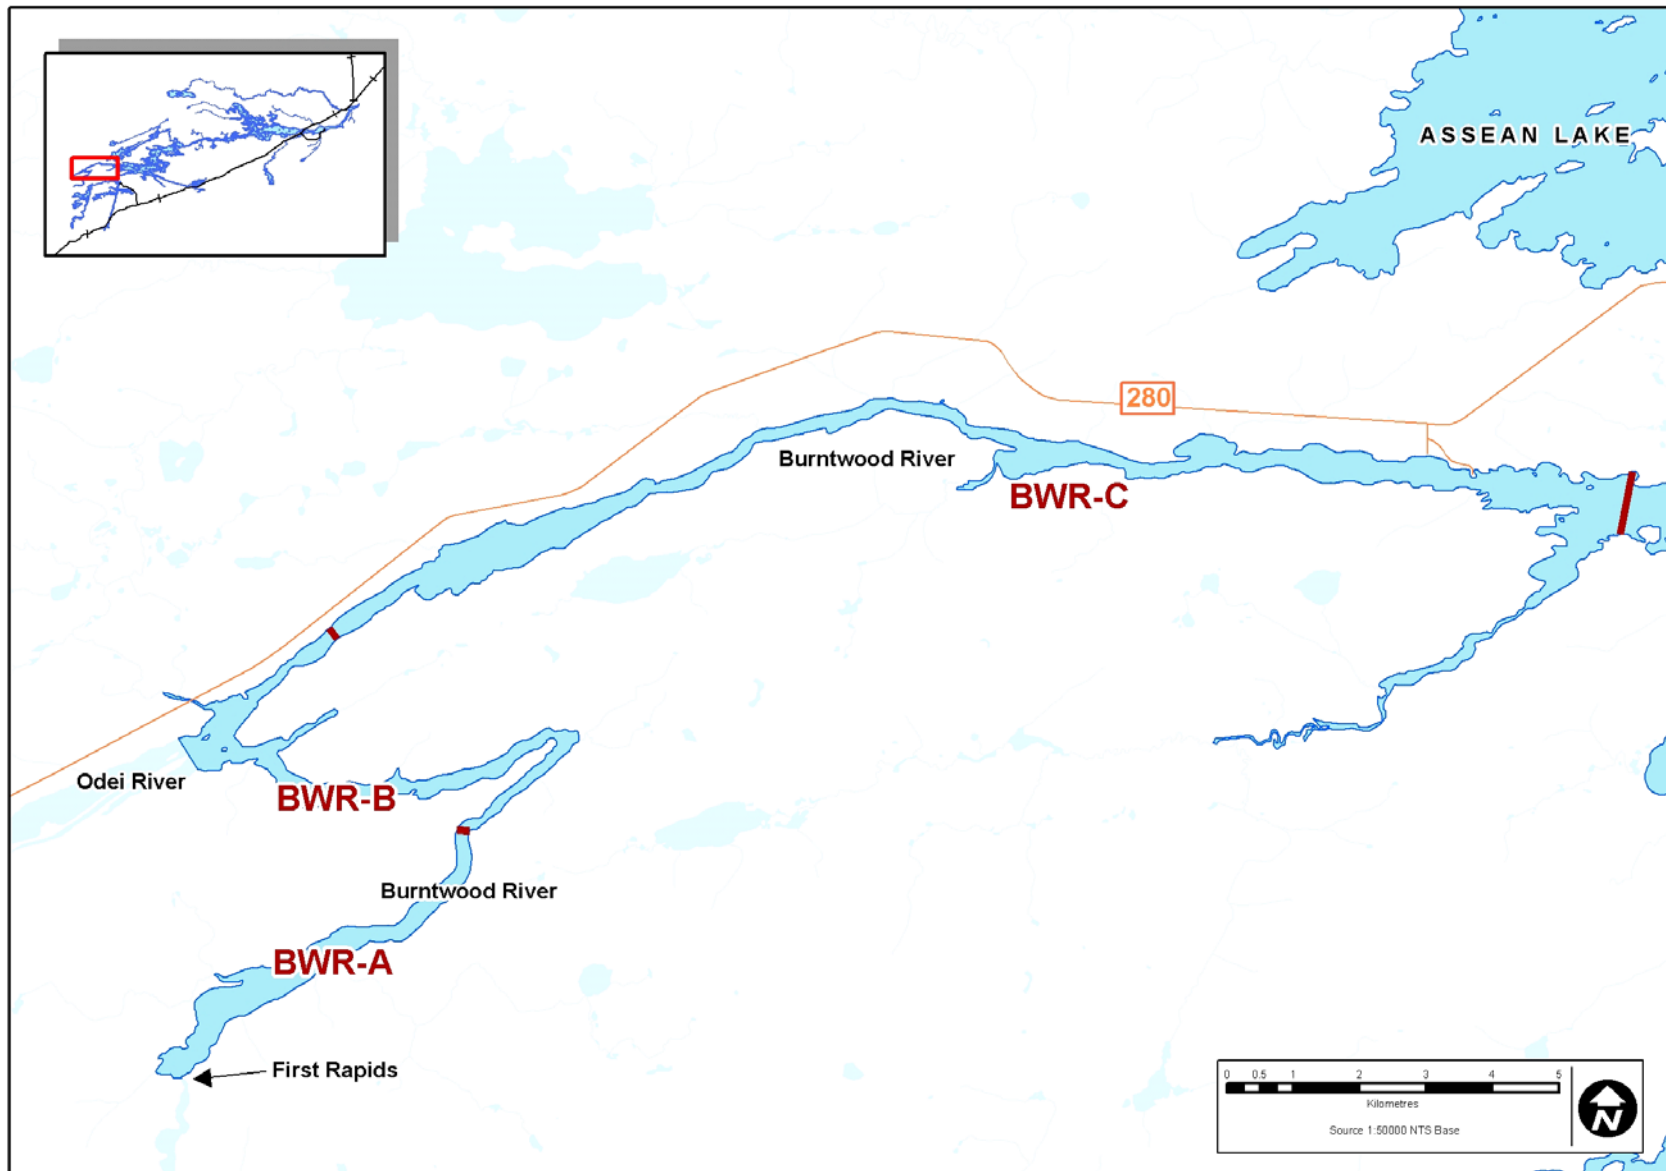 ASSEAN LAKE
280
Burntwood River
BWR-C
Odei River
BWR-B
Burntwood River
BWR-A
First Rapids
0 0.5 1 2 3 4 5
Kilometres
Source 1:50000 NTS Base
N